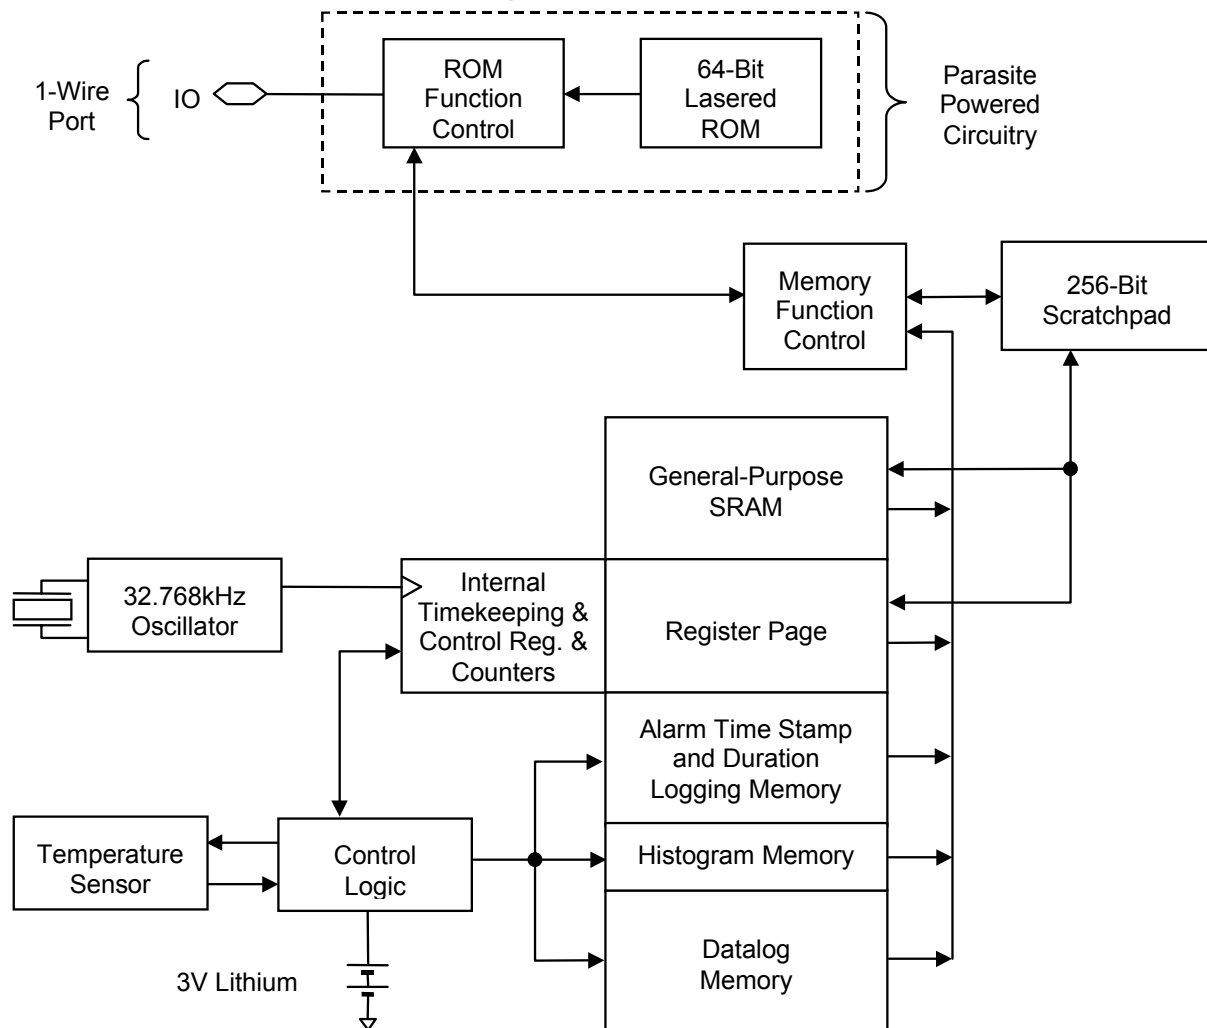 1-Wire
Port
IO
ROM
Function
Control
64-Bit
Lasered
ROM
Parasite
Powered
Circuitry
Memory
Function
Control
256-Bit
Scratchpad
General-Purpose
SRAM
32.768kHz
Oscillator
Internal
Timekeeping &
Control Reg. &
Counters
Register Page
Alarm Time Stamp
and Duration
Logging Memory
Temperature
Sensor
Control
Logic
Histogram Memory
Datalog
Memory
3V Lithium